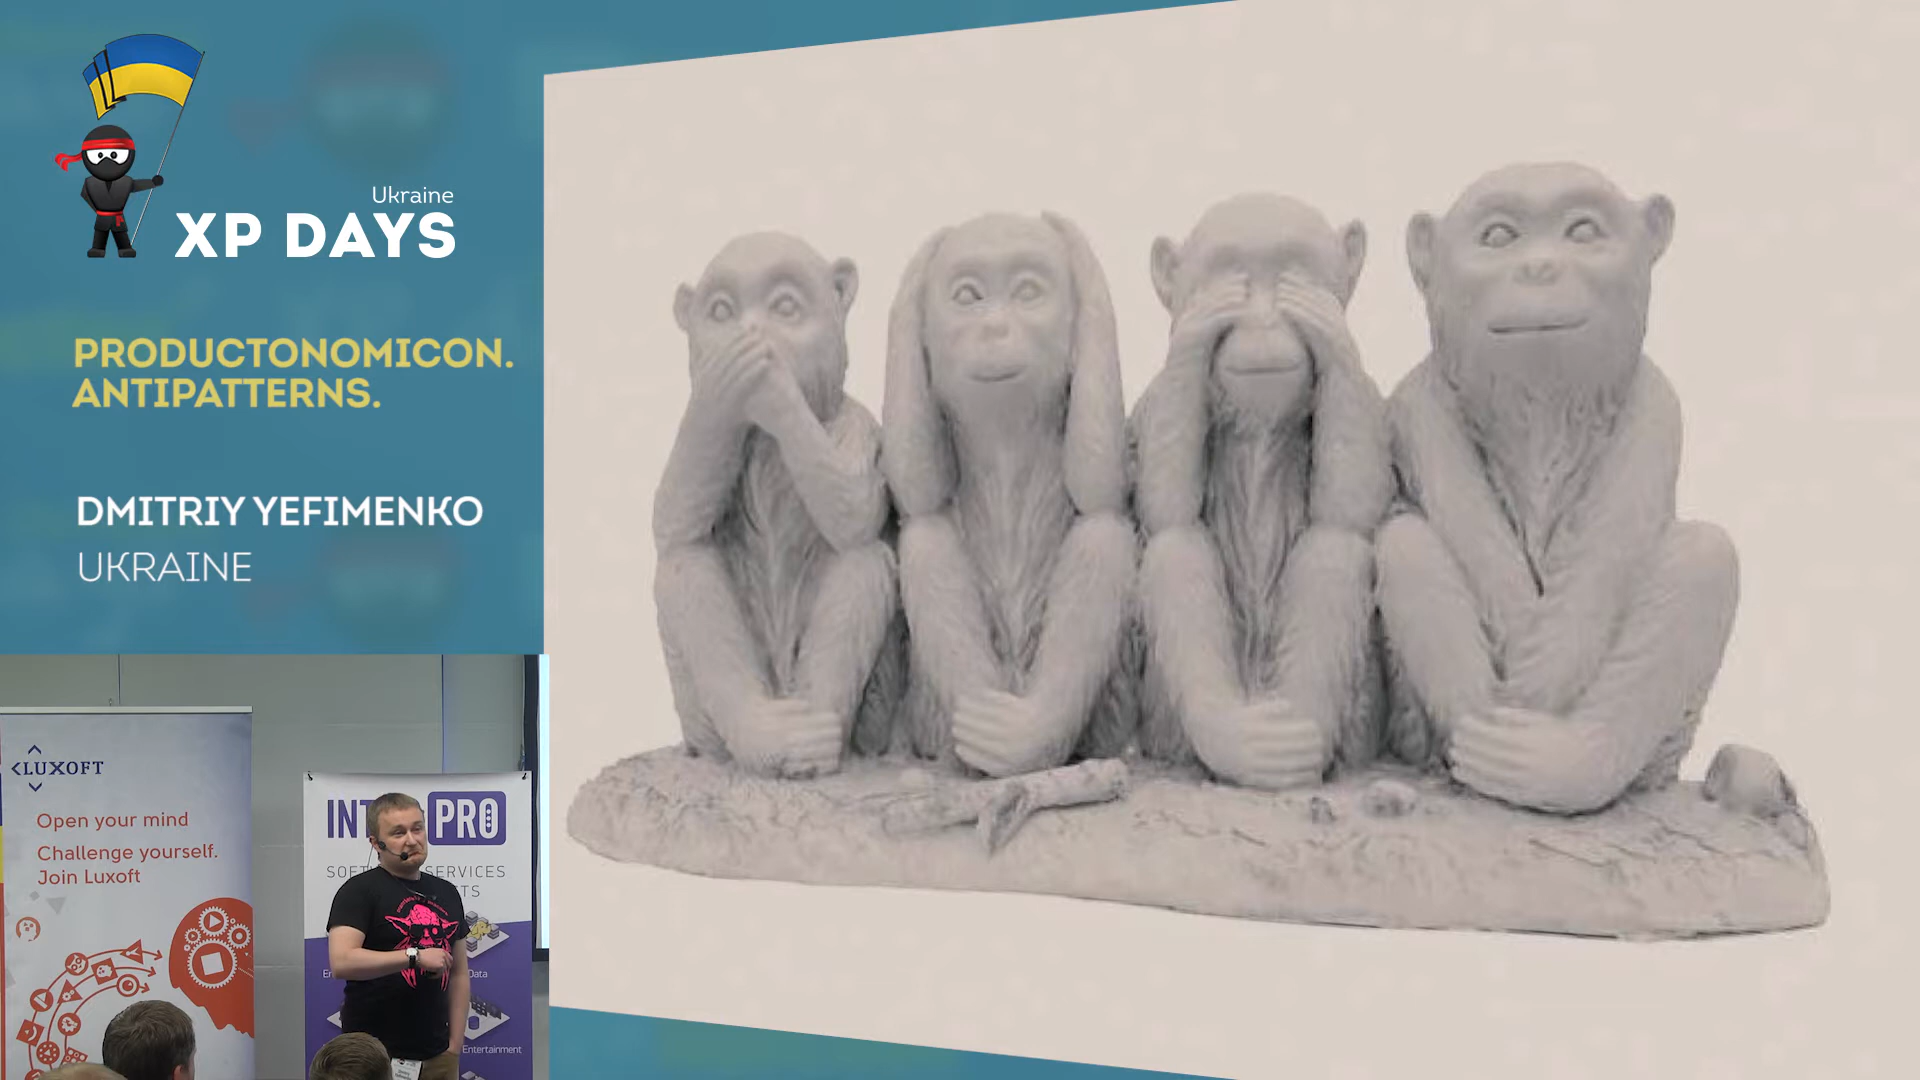 Ukraine
XP DAYS
PRODUCTONOMICON.
ANTIPATTERNS.
DMITRIY YEFIMENKO
UKRAINE
LUXOFT
Open your mind
Challenge yourself.
Join Luxoft
PRO
SERVICES
Data
Entertainment